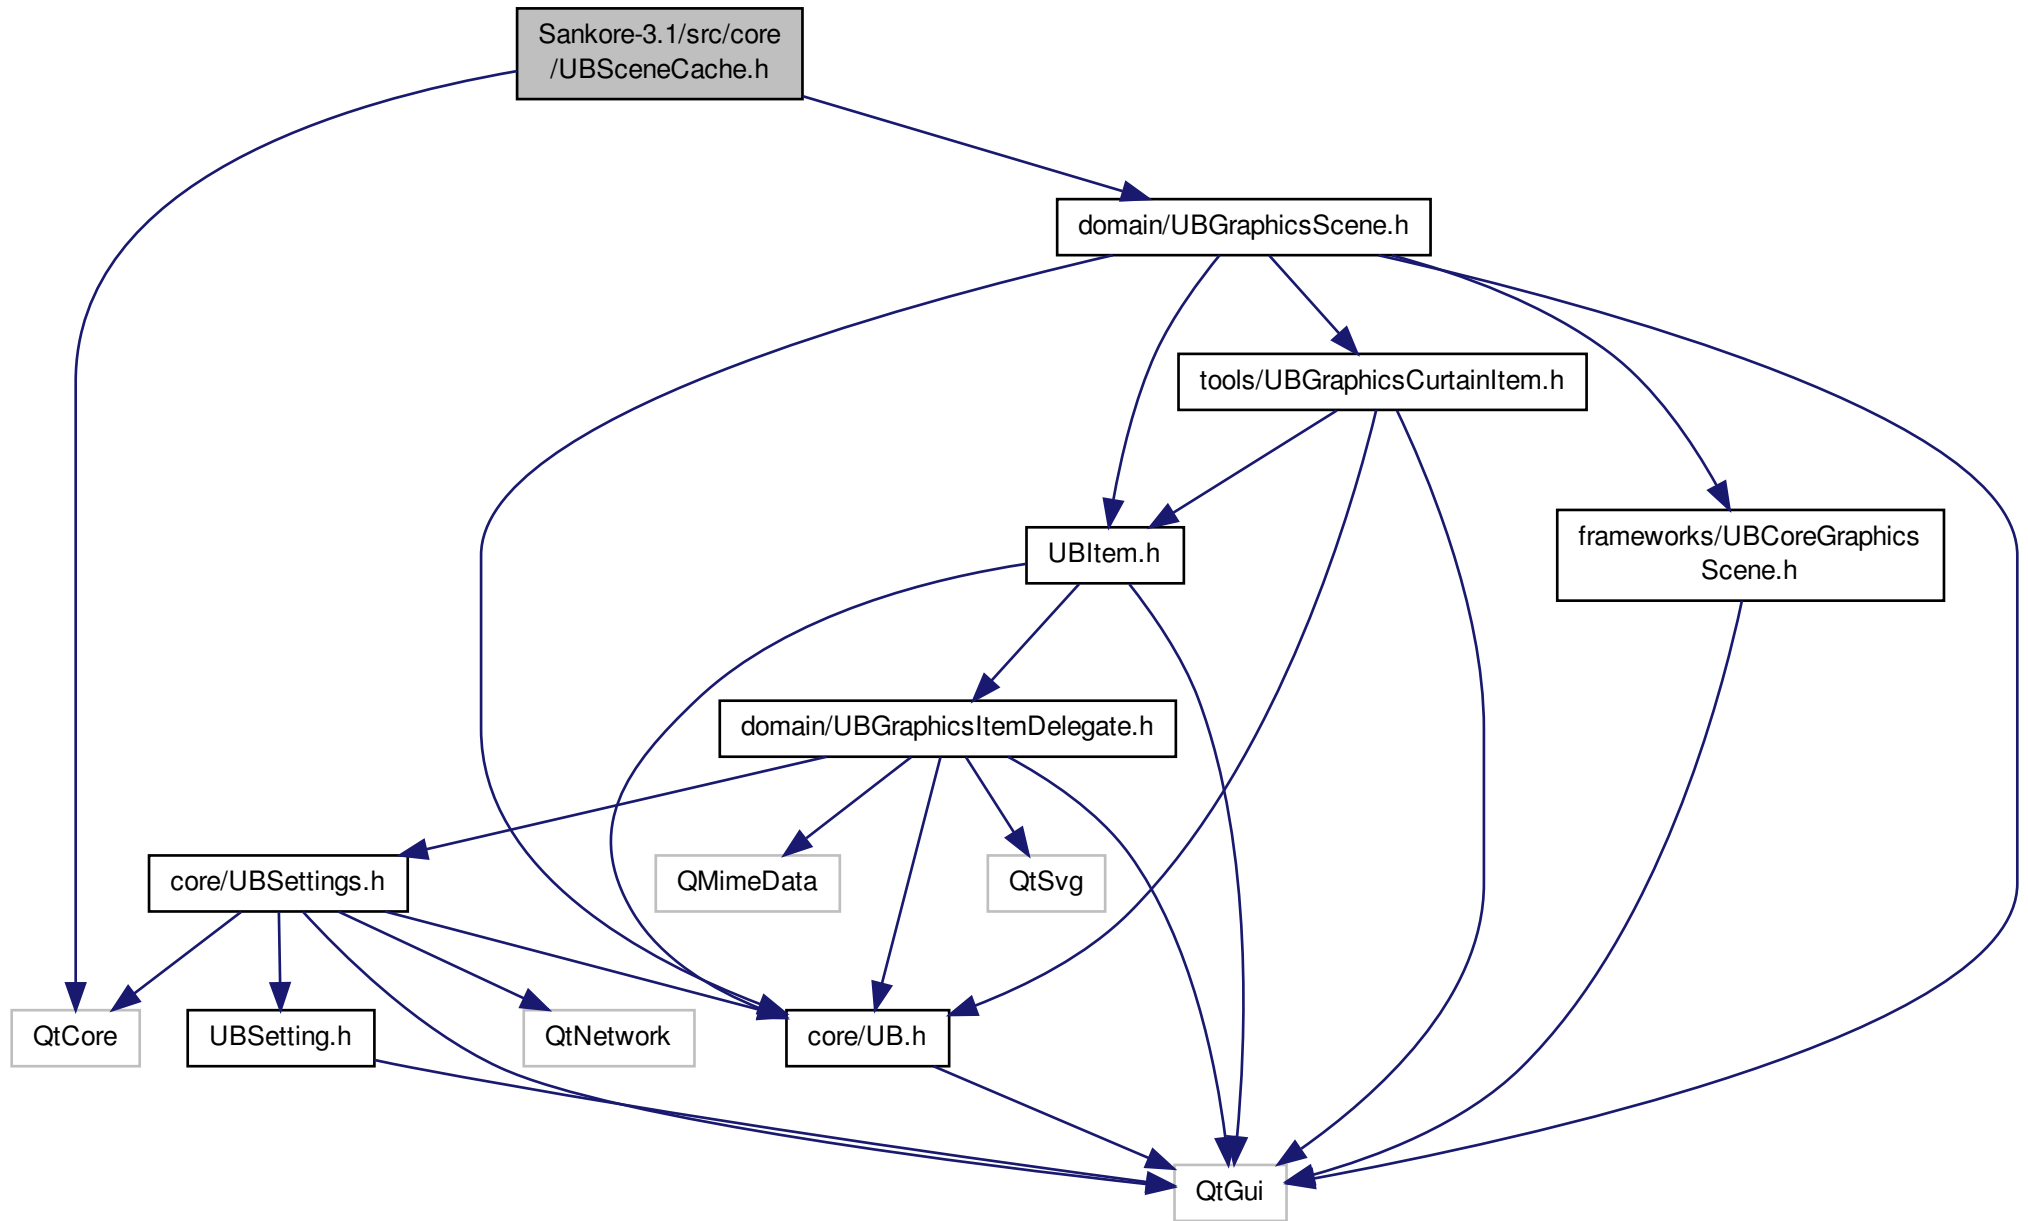 Sankore-3.1/src/core
/UBSceneCache.h
domain/UBGraphicsScene.h
tools/UBGraphicsCurtainItem.h
UBItem.h
frameworks/UBCoreGraphics
Scene.h
domain/UBGraphicsItemDelegate.h
core/UBSettings.h
QMimeData
QtSvg
QtCore
UBSetting.h
QtNetwork
core/UB.h
QtGui